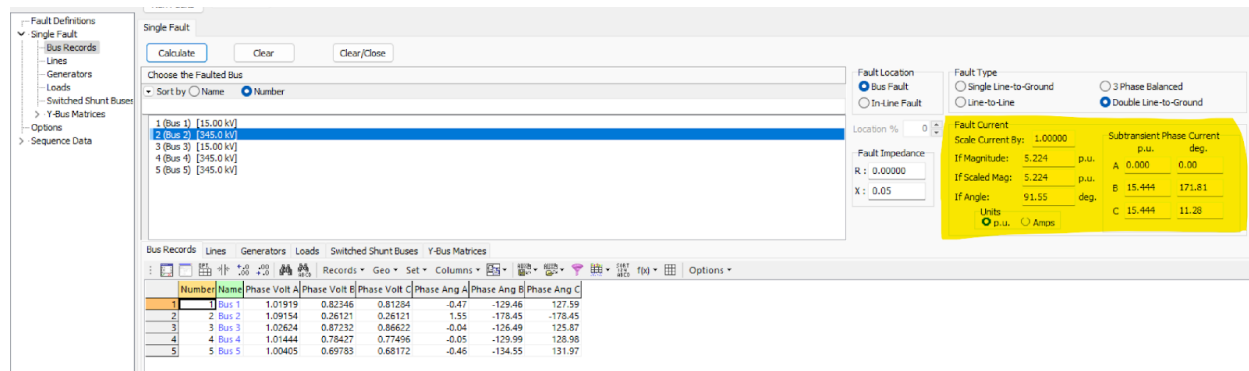 Fault Definitions
Single Fault
Bus Records
Lines
Generators
Loads
Switched Shunt Buses
Y-Bus Matrices
Options
Sequence Data
Single Fault
Calculate Clear Clear/Close
Choose the Faulted Bus
Sort by Name Number
1 (Bus 1) [15.00 kV]
2 (Bus 2) [345.0 kV]
3 (Bus 3) [15.00 kV]
4 (Bus 4) [345.0 kV]
5 (Bus 5) [345.0 kV]
Fault Location
Bus Fault
In-Line Fault
Location % 0
Fault Impedance
R : 0.00000
X : 0.05
Fault Type
Single Line-to-Ground 3 Phase Balanced
Line-to-Line Double Line-to-Ground
Fault Current
Scale Current By: 1.00000
If Magnitude: 5.224 p.u.
If Scaled Mag: 5.224 p.u.
If Angle: 91.55 deg.
Units
p.u. Amps
Subtransient Phase Current
p.u. deg.
A 0.000 0.00
B 15.444 171.81
C 15.444 11.28
Bus Records Lines Generators Loads Switched Shunt Buses Y-Bus Matrices
Records Geo Set Columns f(x) Options
Number Name Phase Volt A Phase Volt B Phase Volt C Phase Ang A Phase Ang B Phase Ang C
1 1 Bus 1 1.01919 0.82346 0.81284 -0.47 -129.46 127.59
2 2 Bus 2 1.09154 0.26121 0.26121 1.55 -178.45 -178.45
3 3 Bus 3 1.02624 0.87232 0.86622 -0.04 -126.49 125.87
4 4 Bus 4 1.01444 0.78427 0.77496 -0.05 -129.99 128.98
5 5 Bus 5 1.00405 0.69783 0.68172 -0.46 -134.55 131.97